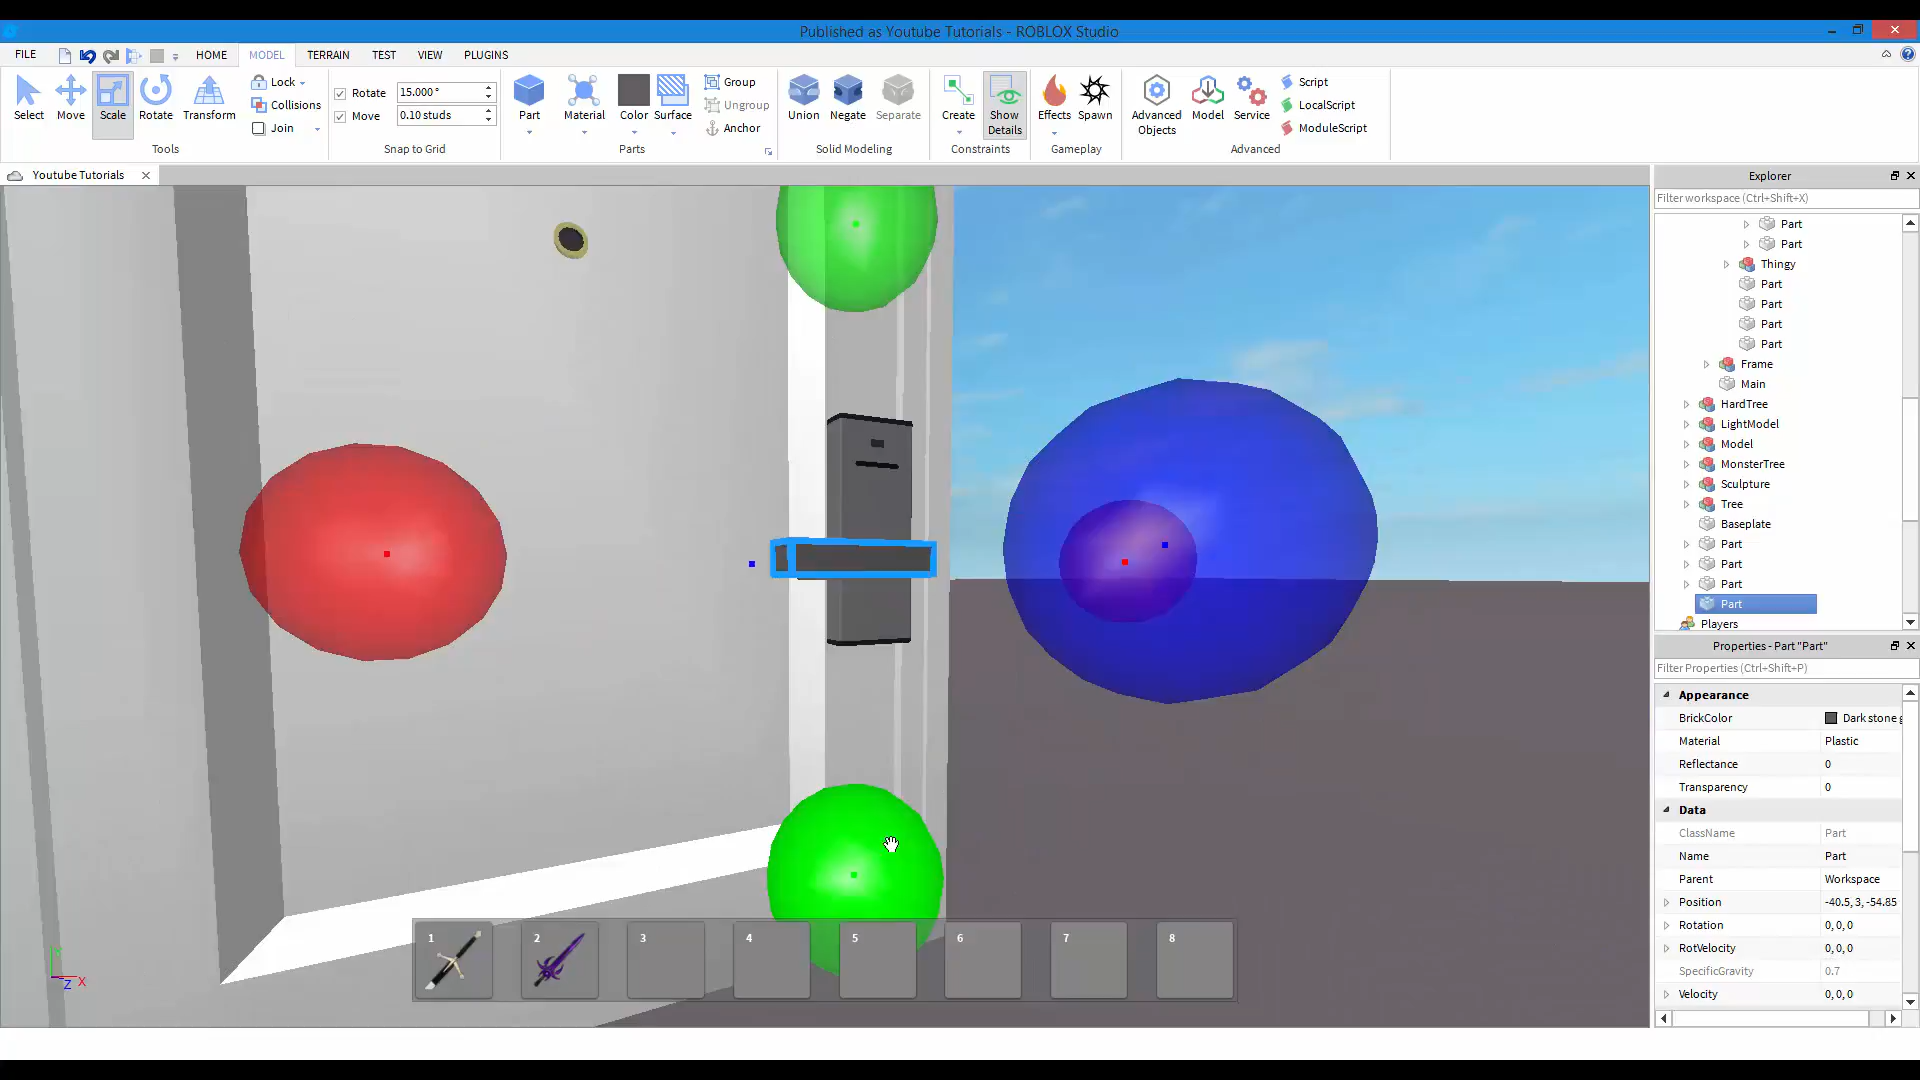 Published as Youtube Tutorials - ROBLOX Studio
FILE HOME MODEL TERRAIN TEST VIEW PLUGINS
Select Move Scale Rotate Transform
Lock
Collisions
Join
Tools
Rotate 15.000 °
Move 0.10 studs
Snap to Grid
Part Material Color Surface
Group
Ungroup
Anchor
Parts
Union Negate Separate
Solid Modeling
Create Show Details
Constraints
Effects Spawn
Gameplay
Advanced Objects Model Service
Script
LocalScript
ModuleScript
Advanced
Youtube Tutorials
Explorer
Filter workspace (Ctrl+Shift+X)
Part
Part
Thingy
Part
Part
Part
Part
Frame
Main
HardTree
LightModel
Model
MonsterTree
Sculpture
Tree
Baseplate
Part
Part
Part
Part
Players
Properties - Part "Part"
Filter Properties (Ctrl+Shift+P)
Appearance
BrickColor Dark stone g
Material Plastic
Reflectance 0
Transparency 0
Data
ClassName Part
Name Part
Parent Workspace
Position -40.5, 3, -54.85
Rotation 0, 0, 0
RotVelocity 0, 0, 0
SpecificGravity 0.7
Velocity 0, 0, 0
1 2 3 4 5 6 7 8
Y
Z X